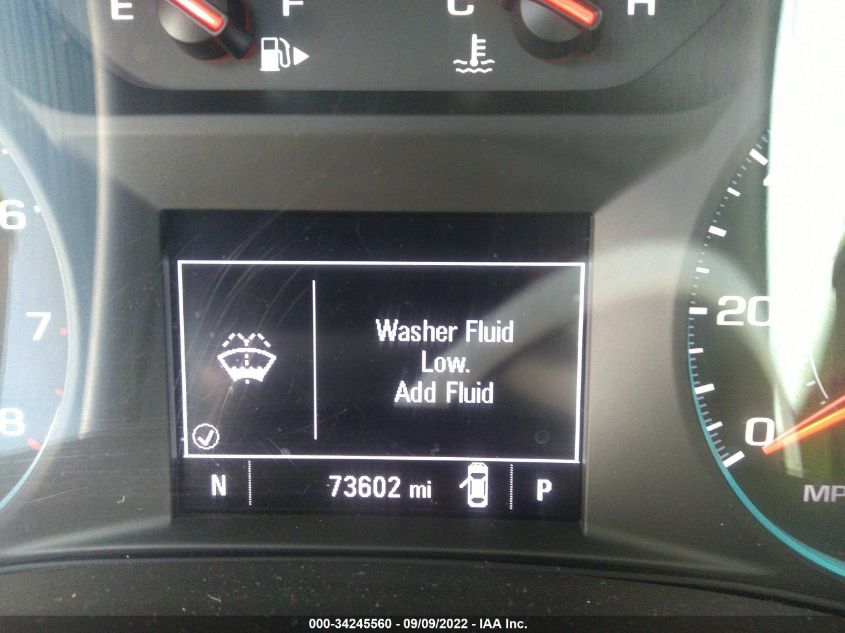 E F C H
6
7
8
Washer Fluid
Low.
Add Fluid
N 73602 mi P
20
0
000-34245560 - 09/09/2022 - IAA Inc.